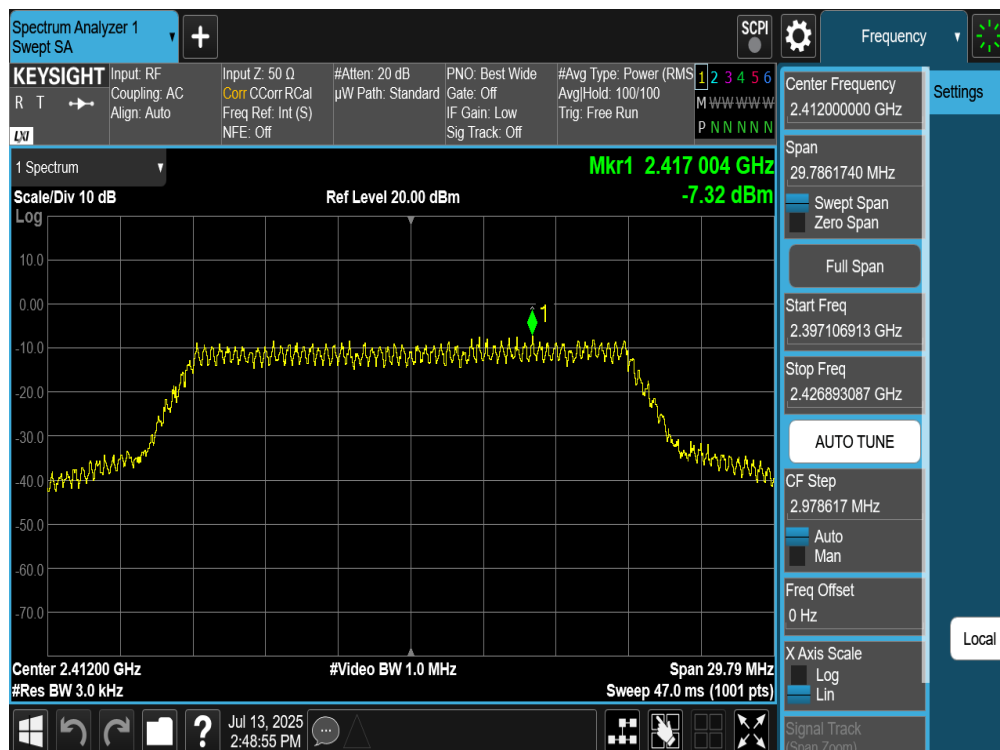 Spectrum Analyzer 1
Swept SA
+
SCPI
Frequency
KEYSIGHT
R T
LXI
Input: RF
Coupling: AC
Align: Auto
Input Z: 50 Ω
Corr CCorr RCal
Freq Ref: Int (S)
NFE: Off
#Atten: 20 dB
µW Path: Standard
PNO: Best Wide
Gate: Off
IF Gain: Low
Sig Track: Off
#Avg Type: Power (RMS
Avg|Hold: 100/100
Trig: Free Run
1 2 3 4 5 6
M W W W W W
P N N N N N
1 Spectrum
Mkr1 2.417 004 GHz
-7.32 dBm
Scale/Div 10 dB
Ref Level 20.00 dBm
Log
10.0
0.00
-10.0
-20.0
-30.0
-40.0
-50.0
-60.0
-70.0
1
Center 2.41200 GHz
#Video BW 1.0 MHz
Span 29.79 MHz
#Res BW 3.0 kHz
Sweep 47.0 ms (1001 pts)
Center Frequency
2.412000000 GHz
Span
29.7861740 MHz
Swept Span
Zero Span
Full Span
Start Freq
2.397106913 GHz
Stop Freq
2.426893087 GHz
AUTO TUNE
CF Step
2.978617 MHz
Auto
Man
Freq Offset
0 Hz
X Axis Scale
Log
Lin
Signal Track
(Span Zoom)
Settings
Local
?
Jul 13, 2025
2:48:55 PM